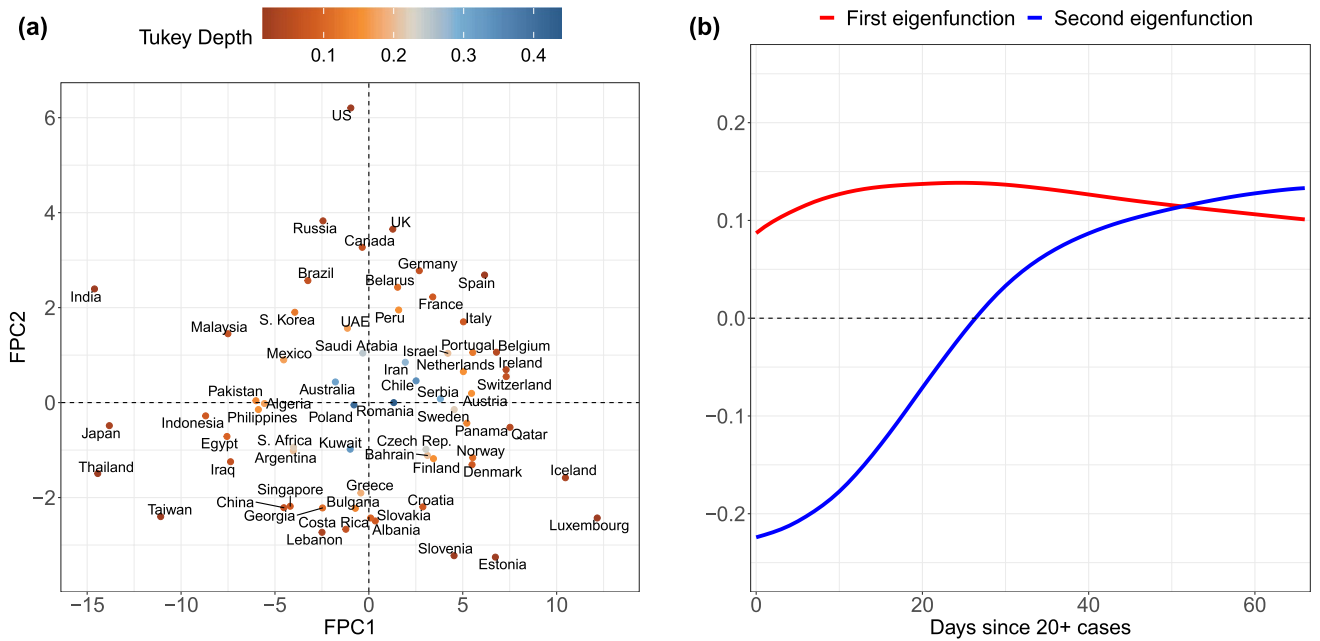 (a)
Tukey Depth
0.1 0.2 0.3 0.4
FPC2
6
4
2
0
−2
US
Russia
UK
Canada
Germany
Brazil
Belarus
Spain
India
France
S. Korea
UAE
Peru
Italy
Malaysia
Saudi Arabia
Israel
Portugal
Belgium
Mexico
Iran
Netherlands
Ireland
Australia
Chile
Switzerland
Pakistan
Algeria
Serbia
Austria
Philippines
Poland
Romania
Sweden
Indonesia
Panama
Qatar
Japan
Egypt
S. Africa
Kuwait
Czech Rep.
Argentina
Bahrain
Norway
Thailand
Iraq
Finland
Denmark
Iceland
Singapore
Greece
China
Bulgaria
Croatia
Taiwan
Georgia
Costa Rica
Slovakia
Luxembourg
Lebanon
Albania
Slovenia
Estonia
−15 −10 −5 0 5 10
FPC1
(b)
First eigenfunction Second eigenfunction
0.2
0.1
0.0
−0.1
−0.2
0 20 40 60
Days since 20+ cases